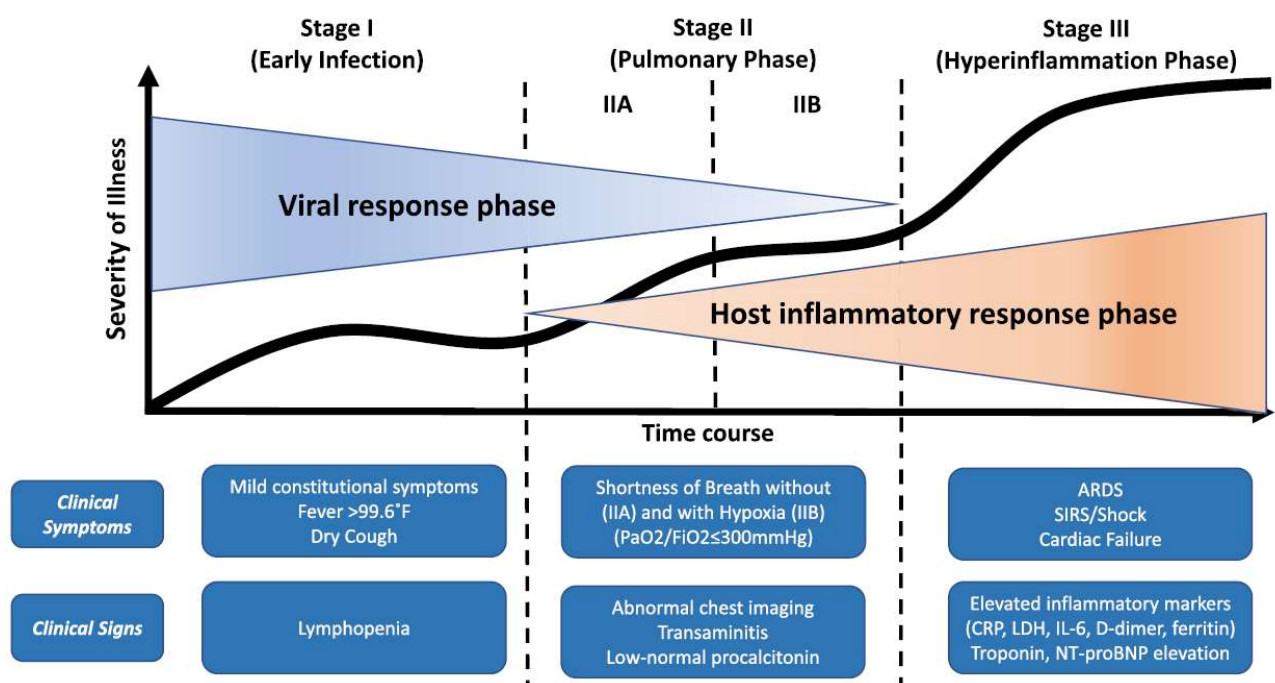 Stage I
(Early Infection)
Stage II
(Pulmonary Phase)
Stage III
(Hyperinflammation Phase)
IIA
IIB
Severity of Illness
Viral response phase
Host inflammatory response phase
Time course
Clinical
Symptoms
Mild constitutional symptoms
Fever >99.6˚F
Dry Cough
Shortness of Breath without
(IIA) and with Hypoxia (IIB)
(PaO2/FiO2≤300mmHg)
ARDS
SIRS/Shock
Cardiac Failure
Clinical Signs
Lymphopenia
Abnormal chest imaging
Transaminitis
Low-normal procalcitonin
Elevated inflammatory markers
(CRP, LDH, IL-6, D-dimer, ferritin)
Troponin, NT-proBNP elevation